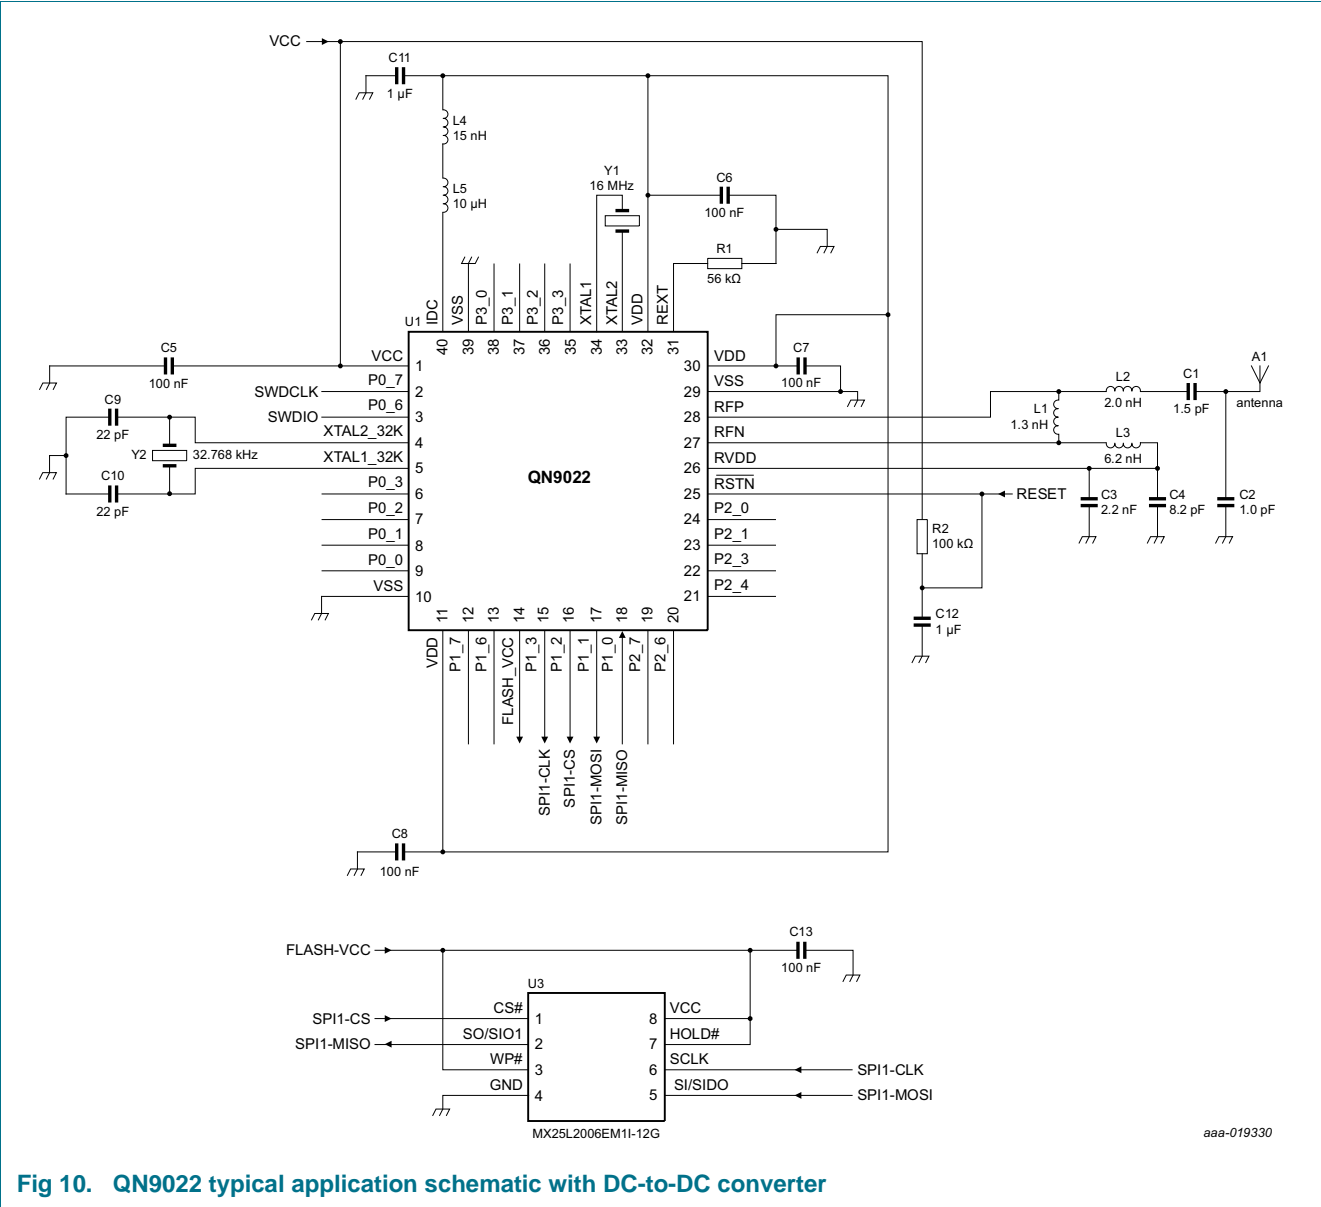 VCC
C11
1 µF
L4
15 nH
L5
10 µH
Y1
16 MHz
C6
100 nF
R1
56 kΩ
U1
IDC
VSS
P3_0
P3_1
P3_2
P3_3
XTAL1
XTAL2
VDD
REXT
40
39
38
37
36
35
34
33
32
31
C5
100 nF
VCC
1
SWDCLK
P0_7
2
SWDIO
P0_6
3
XTAL2_32K
4
XTAL1_32K
5
P0_3
6
P0_2
7
P0_1
8
P0_0
9
VSS
10
C9
22 pF
Y2
32.768 kHz
C10
22 pF
QN9022
30
VDD
29
VSS
28
RFP
27
RFN
26
RVDD
25
RSTN
24
P2_0
23
P2_1
22
P2_3
21
P2_4
C7
100 nF
L1
1.3 nH
L2
2.0 nH
C1
1.5 pF
A1
antenna
L3
6.2 nH
RESET
C3
2.2 nF
C4
8.2 pF
C2
1.0 pF
R2
100 kΩ
C12
1 µF
11
12
13
14
15
16
17
18
19
20
VDD
P1_7
P1_6
FLASH_VCC
P1_3
P1_2
P1_1
P1_0
P2_7
P2_6
SPI1-CLK
SPI1-CS
SPI1-MOSI
SPI1-MISO
C8
100 nF
FLASH-VCC
C13
100 nF
U3
SPI1-CS
CS#
1
SPI1-MISO
SO/SIO1
2
WP#
3
GND
4
8
VCC
7
HOLD#
6
SCLK
SPI1-CLK
5
SI/SIDO
SPI1-MOSI
MX25L2006EM1I-12G
aaa-019330
Fig 10. QN9022 typical application schematic with DC-to-DC converter